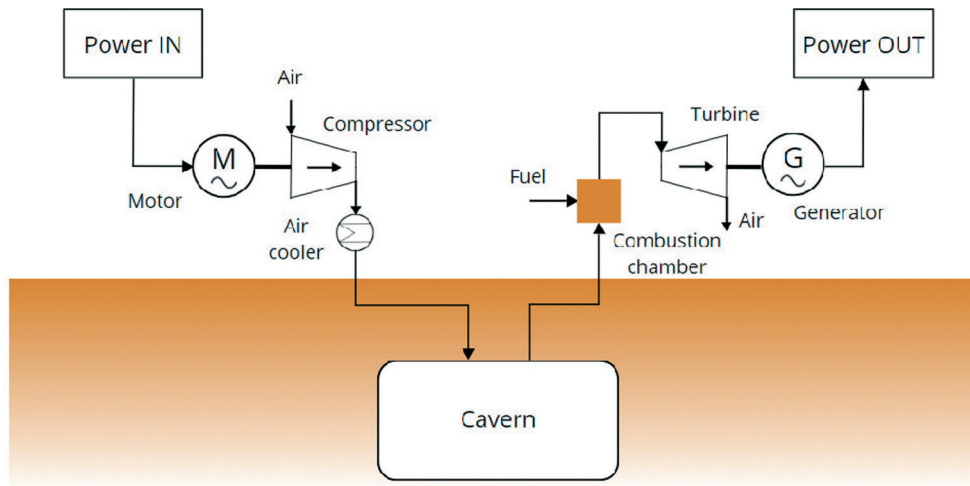 Power IN
Power OUT
Air
Compressor
Turbine
M
G
Motor
Fuel
Air
cooler
Air
Generator
Combustion
chamber
Cavern